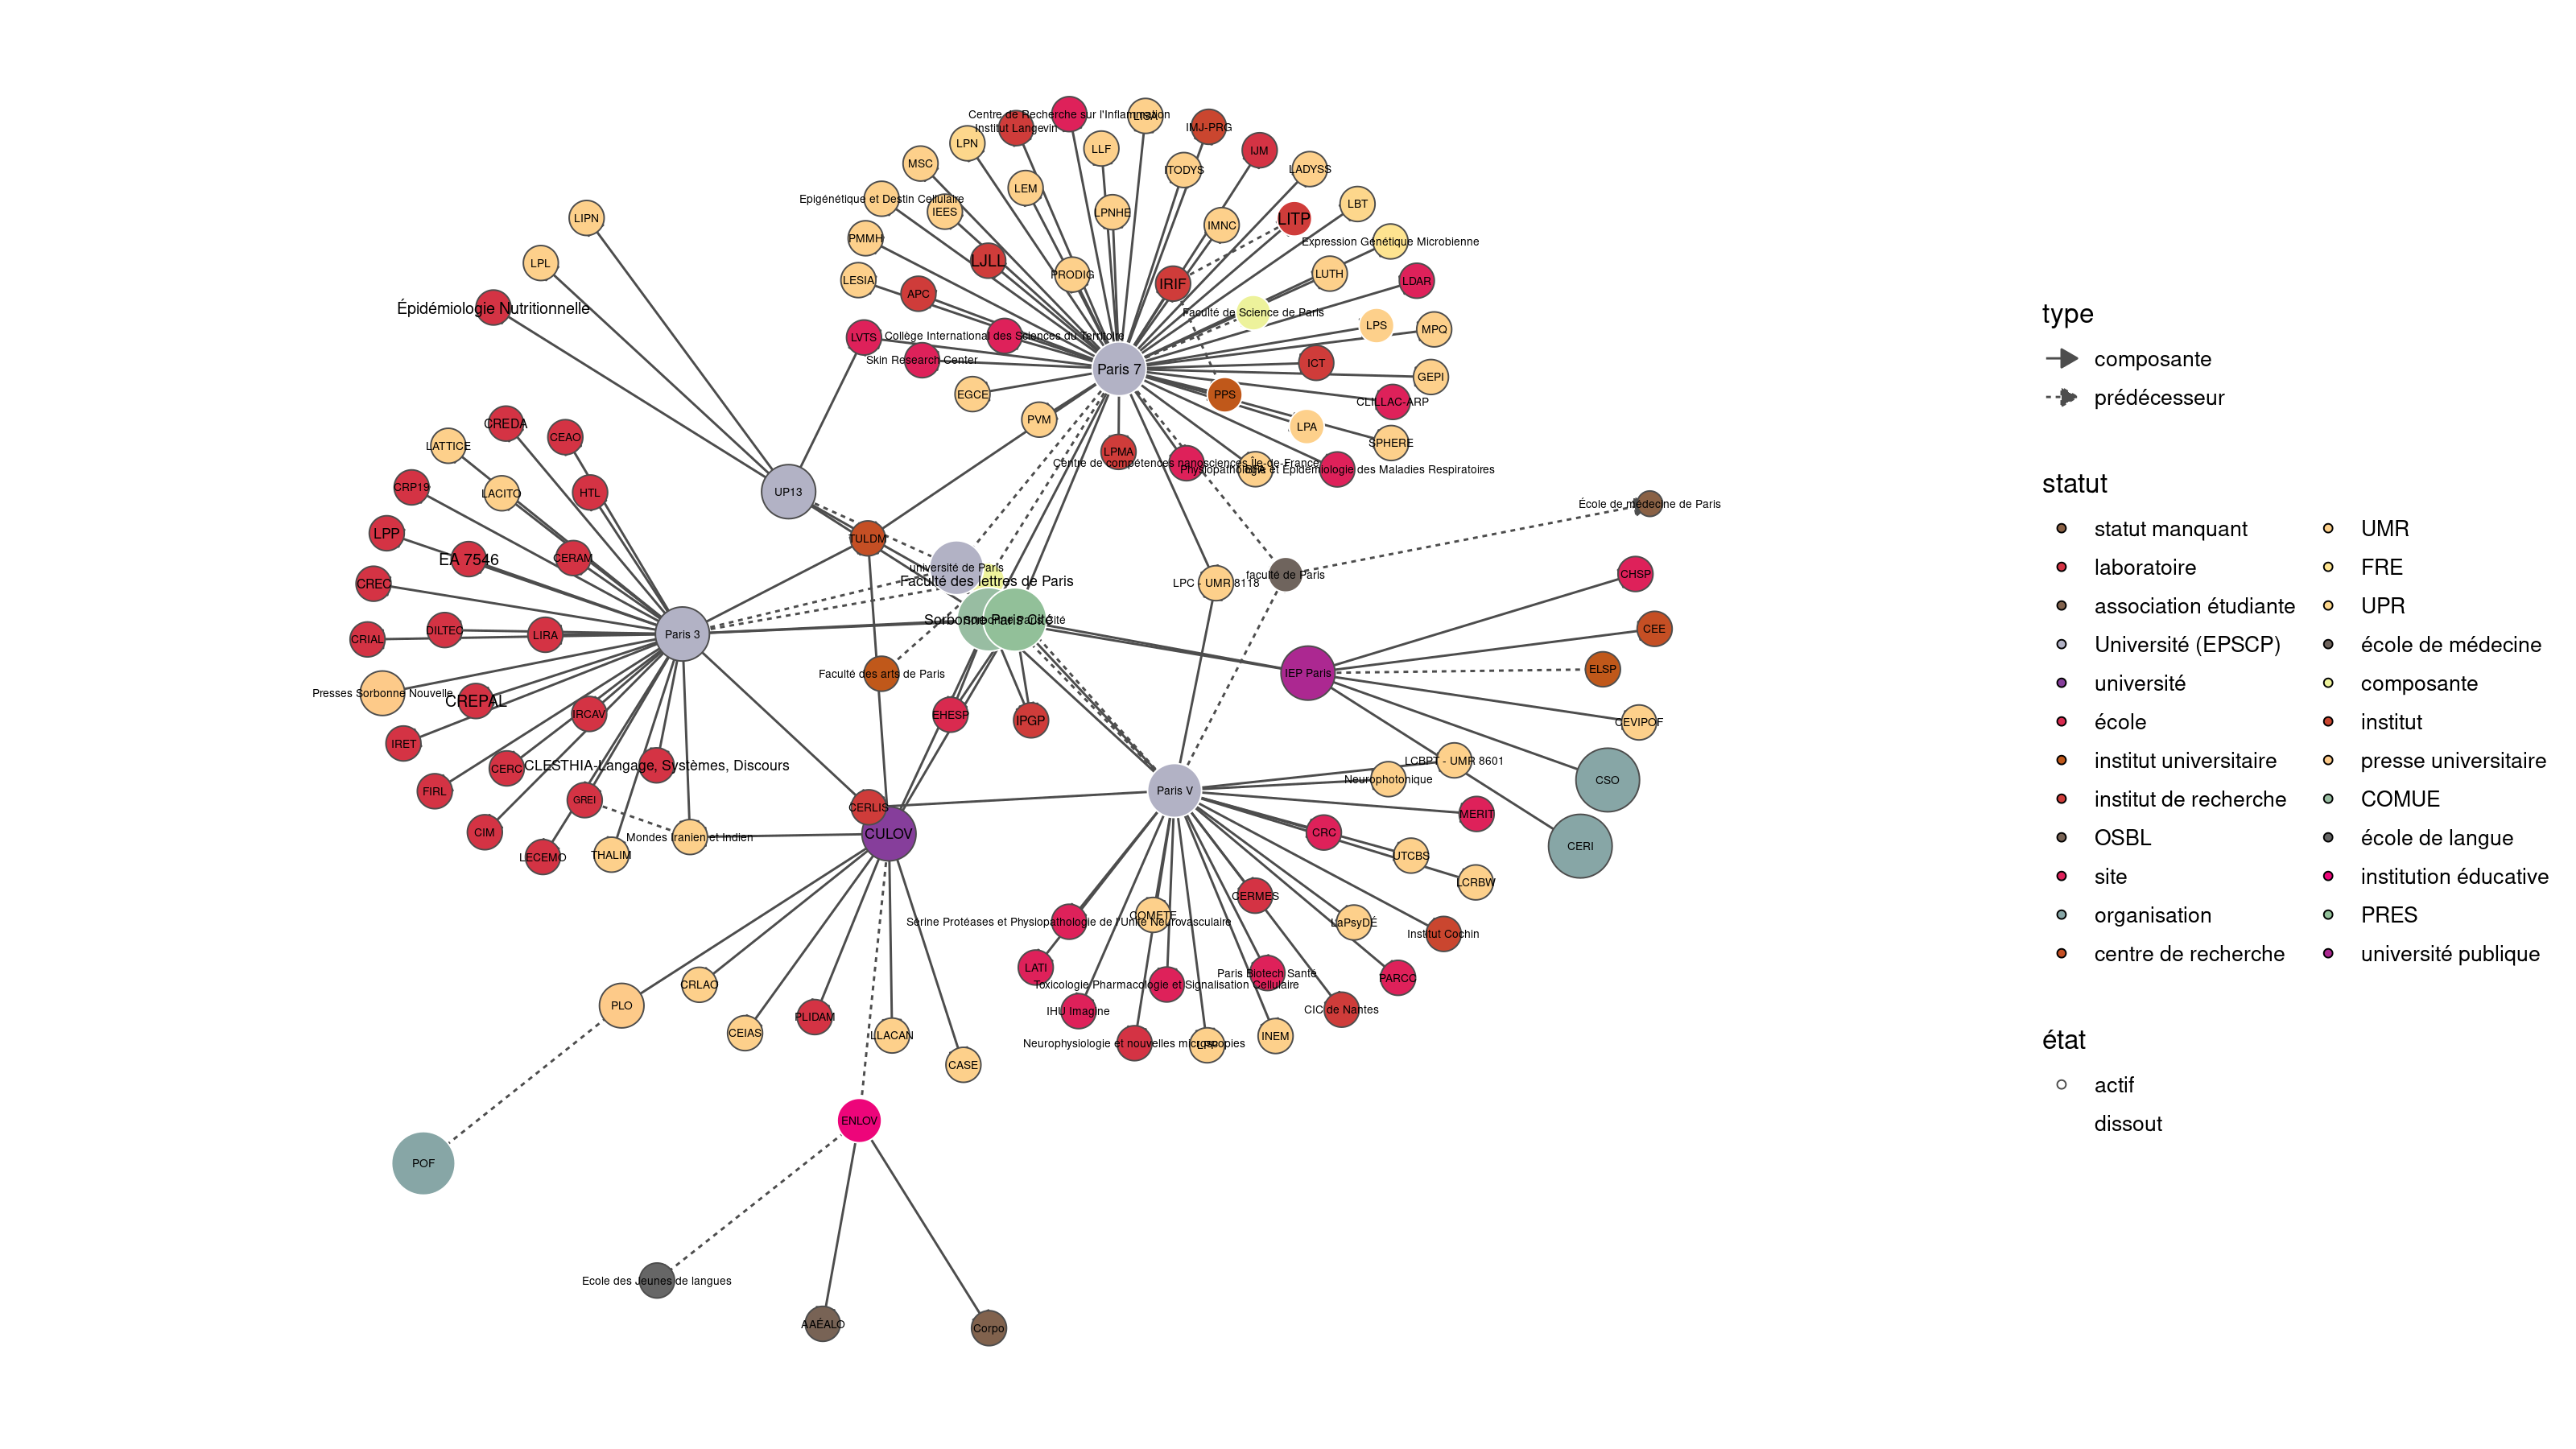 Centre de Recherche sur l'Inflammation
LISA
Institut Langevin
IMJ-PRG
LPN
LLF
IJM
MSC
ITODYS
LADYSS
LEM
Epigénétique et Destin Cellulaire
LBT
IEES
LPNHE
LIPN
LITP
IMNC
PMMH
Expression Génétique Microbienne
LPL
LJLL
PRODIG
LUTH
LESIA
IRIF
LDAR
APC
Épidémiologie Nutritionnelle
Faculté de Science de Paris
LPS
MPQ
LVTS
Collège International des Sciences du Territoire
Skin Research Center
ICT
Paris 7
GEPI
EGCE
PPS
CLILLAC-ARP
PVM
LPA
CREDA
CEAO
SPHERE
LATTICE
LPMA
Centre de compétences nanosciences Île-de-France
Physiopathologie et Epidémiologie des Maladies Respiratoires
CRP19
LACITO
HTL
UP13
École de médecine de Paris
LPP
TULDM
EA 7546
CERAM
université de Paris
faculté de Paris
CHSP
CREC
Faculté des lettres de Paris
LPC - UMR 8118
Sorbonne Paris Cité
CRIAL
DILTEC
LIRA
Paris 3
CEE
Faculté des arts de Paris
IEP Paris
ELSP
Presses Sorbonne Nouvelle
CREPAL
IRCAV
EHESP
IPGP
CEVIPOF
IRET
CERC
CLESTHIA-Langage, Systèmes, Discours
LCBPT - UMR 8601
Neurophotonique
CSO
FIRL
GREI
Paris V
CERLIS
MERIT
CIM
CULOV
Mondes Iranien et Indien
CRC
CERI
LECEMO
THALIM
UTCBS
LCRBW
CERMES
COMETE
Sérine Protéases et Physiopathologie de l'Unité Neurovasculaire
LaPsyDÉ
Institut Cochin
LATI
Paris Biotech Santé
PARCC
CRLAO
Toxicologie Pharmacologie et Signalisation Cellulaire
PLO
IHU Imagine
CIC de Nantes
PLIDAM
CEIAS
LLACAN
INEM
Neurophysiologie et nouvelles microscopies
LPP
CASE
ENLOV
POF
Ecole des Jeunes de langues
AAÉALO
Corpo
type
composante
prédécesseur
statut
statut manquant
laboratoire
association étudiante
Université (EPSCP)
université
école
institut universitaire
institut de recherche
OSBL
site
organisation
centre de recherche
UMR
FRE
UPR
école de médecine
composante
institut
presse universitaire
COMUE
école de langue
institution éducative
PRES
université publique
état
actif
dissout